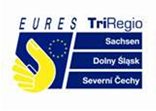 EURES TriRegio
Sachsen
Dolny Śląsk
Severní Čechy